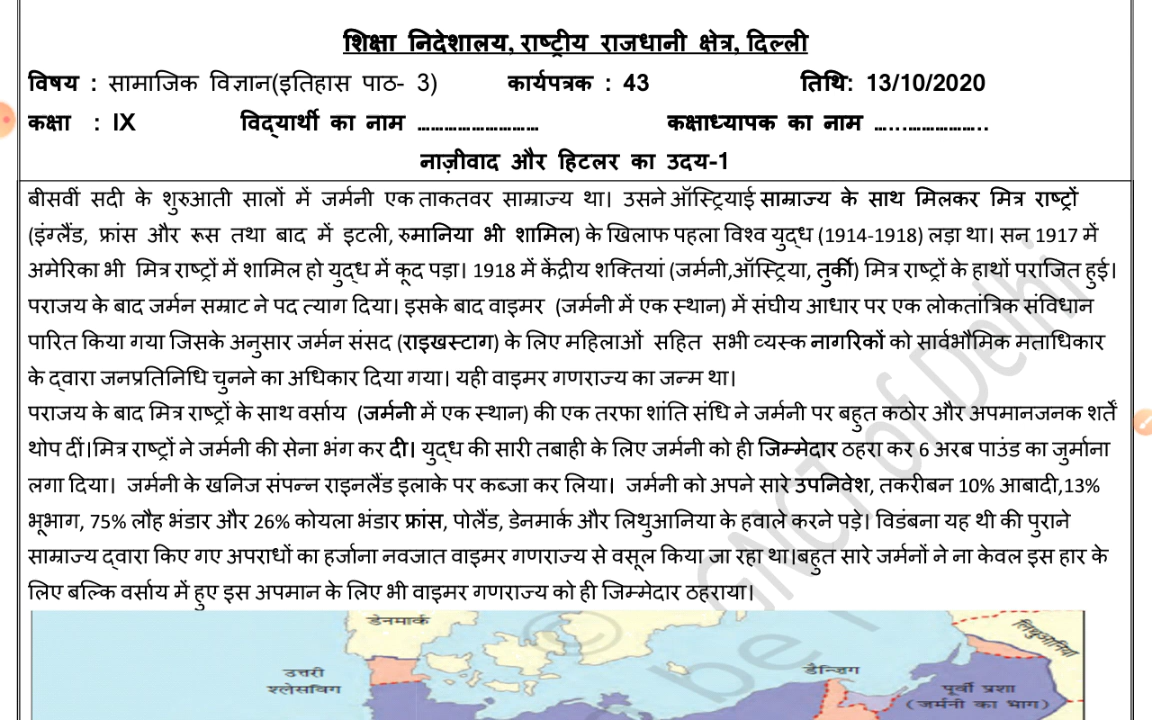 शिक्षा निदेशालय, राष्ट्रीय राजधानी क्षेत्र, दिल्ली
विषय : सामाजिक विज्ञान(इतिहास पाठ- 3) कार्यपत्रक : 43 तिथि: 13/10/2020
कक्षा : IX विद्यार्थी का नाम ........................... कक्षाध्यापक का नाम ..........................
नाज़ीवाद और हिटलर का उदय-1
बीसवीं सदी के शुरुआती सालों में जर्मनी एक ताकतवर साम्राज्य था। उसने ऑस्ट्रियाई साम्राज्य के साथ मिलकर मित्र राष्ट्रों
(इंग्लैंड, फ्रांस और रूस तथा बाद में इटली, रुमानिया भी शामिल) के खिलाफ पहला विश्व युद्ध (1914-1918) लड़ा था। सन् 1917 में
अमेरिका भी मित्र राष्ट्रों में शामिल हो युद्ध में कूद पड़ा। 1918 में केंद्रीय शक्तियां (जर्मनी,ऑस्ट्रिया, तुर्की) मित्र राष्ट्रों के हाथों पराजित हुई।
पराजय के बाद जर्मन सम्राट ने पद त्याग दिया। इसके बाद वाइमर (जर्मनी में एक स्थान) में संघीय आधार पर एक लोकतांत्रिक संविधान
पारित किया गया जिसके अनुसार जर्मन संसद (राइखस्टाग) के लिए महिलाओं सहित सभी व्यस्क नागरिकों को सार्वभौमिक मताधिकार
के द्वारा जनप्रतिनिधि चुनने का अधिकार दिया गया। यही वाइमर गणराज्य का जन्म था।
पराजय के बाद मित्र राष्ट्रों के साथ वर्साय (जर्मनी में एक स्थान) की एक तरफा शांति संधि ने जर्मनी पर बहुत कठोर और अपमानजनक शर्तें
थोप दीं।मित्र राष्ट्रों ने जर्मनी की सेना भंग कर दी। युद्ध की सारी तबाही के लिए जर्मनी को ही जिम्मेदार ठहरा कर 6 अरब पाउंड का जुर्माना
लगा दिया। जर्मनी के खनिज संपन्न राइनलैंड इलाके पर कब्जा कर लिया। जर्मनी को अपने सारे उपनिवेश, तकरीबन 10% आबादी,13%
भूभाग, 75% लौह भंडार और 26% कोयला भंडार फ्रांस, पोलैंड, डेनमार्क और लिथुआनिया के हवाले करने पड़े। विडंबना यह थी की पुराने
साम्राज्य द्वारा किए गए अपराधों का हर्जाना नवजात वाइमर गणराज्य से वसूल किया जा रहा था।बहुत सारे जर्मनों ने ना केवल इस हार के
लिए बल्कि वर्साय में हुए इस अपमान के लिए भी वाइमर गणराज्य को ही जिम्मेदार ठहराया।
डेनमार्क
लिथुआनिया
उत्तरी
श्लेसविग
डैन्ज़िग
पूर्वी प्रशा
(जर्मनी का भाग)
© GNCT of Delhi
be